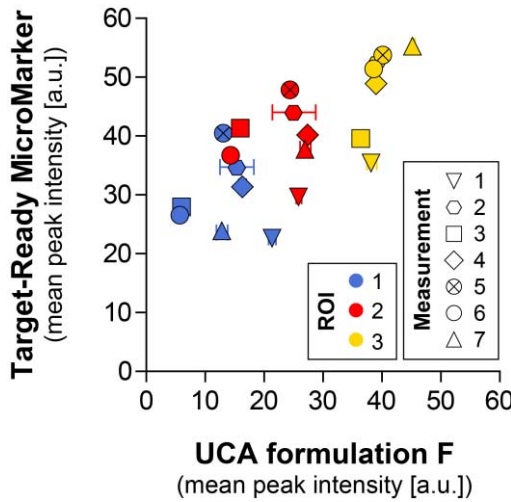 Target-Ready MicroMarker
(mean peak intensity [a.u.])
60
50
40
30
20
10
0
0 10 20 30 40 50 60
UCA formulation F
(mean peak intensity [a.u.])
ROI
1
2
3
Measurement
1
2
3
4
5
6
7